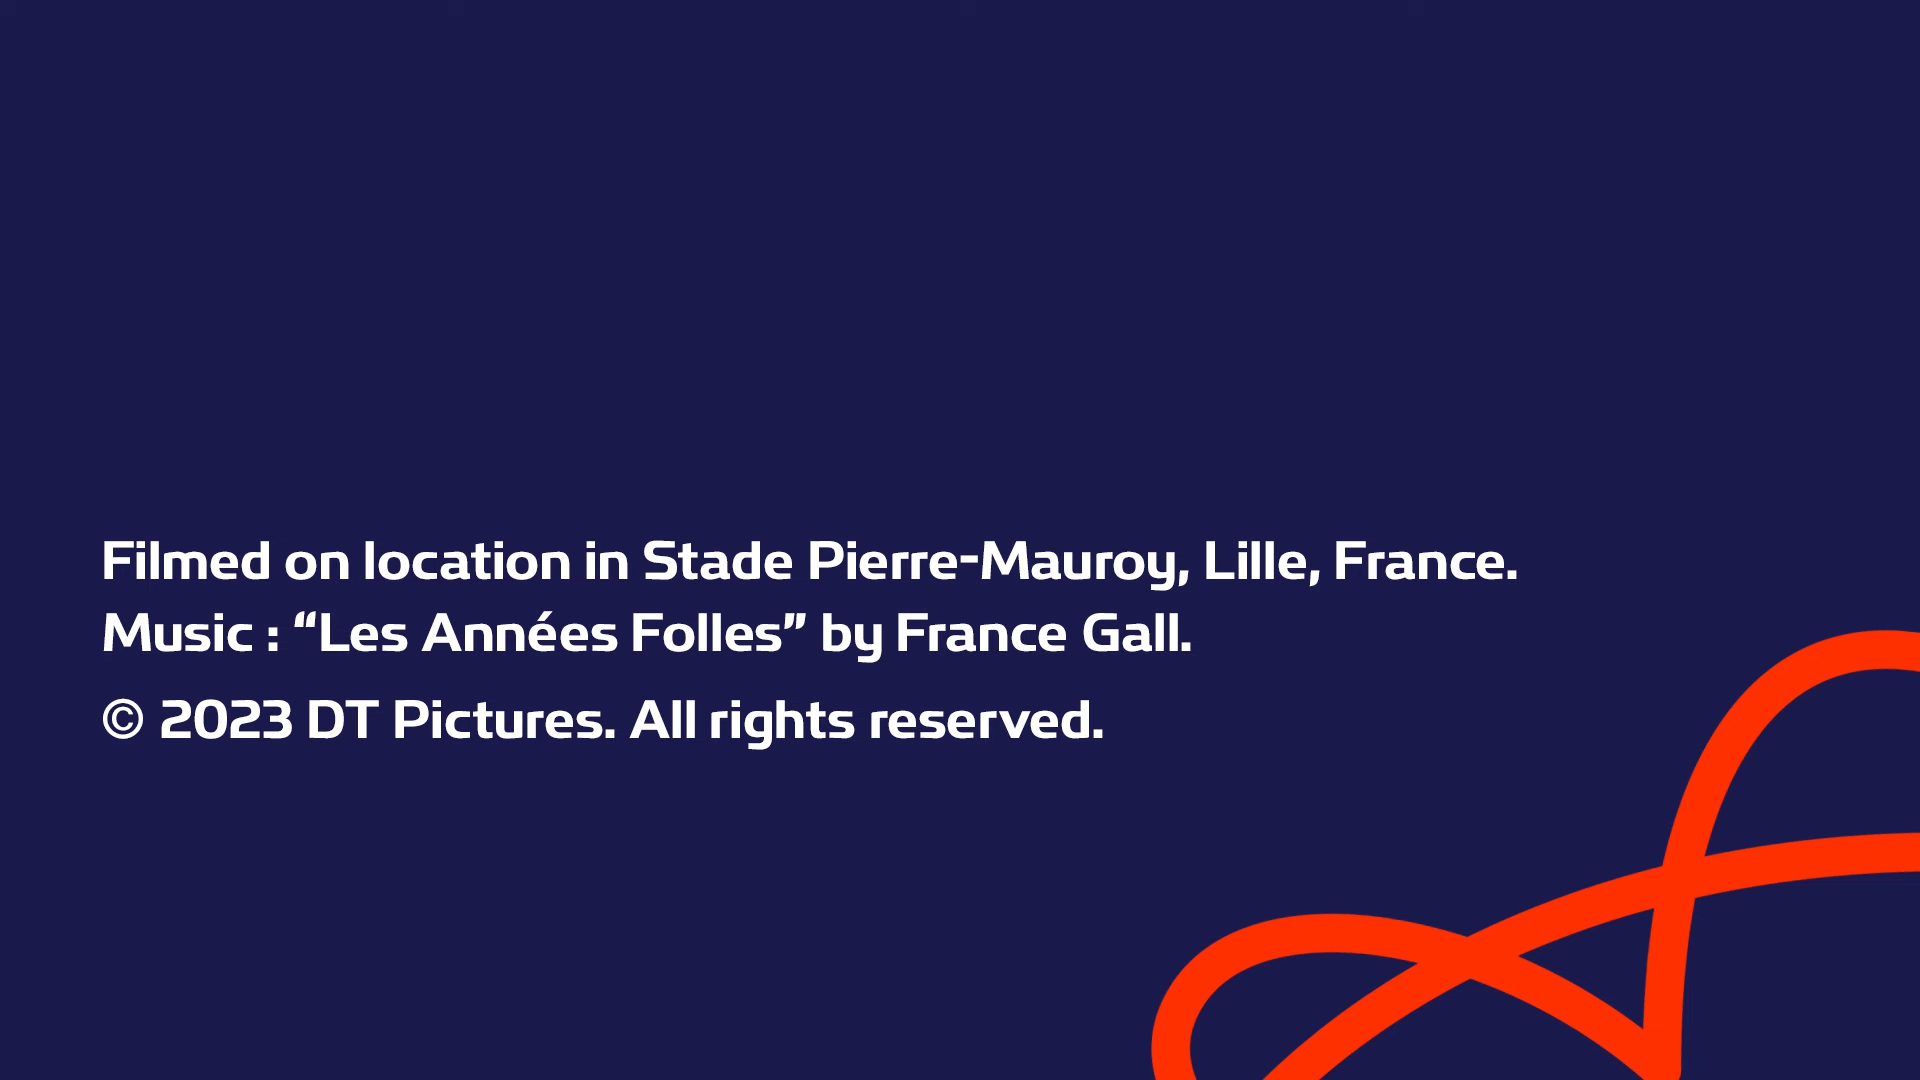 Filmed on location in Stade Pierre-Mauroy, Lille, France.
Music : “Les Années Folles” by France Gall.
© 2023 DT Pictures. All rights reserved.